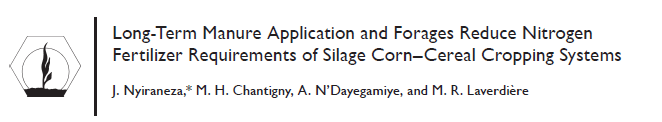 Long-Term Manure Application and Forages Reduce Nitrogen
Fertilizer Requirements of Silage Corn–Cereal Cropping Systems
J. Nyiraneza,* M. H. Chantigny, A. N’Dayegamiye, and M. R. Laverdière